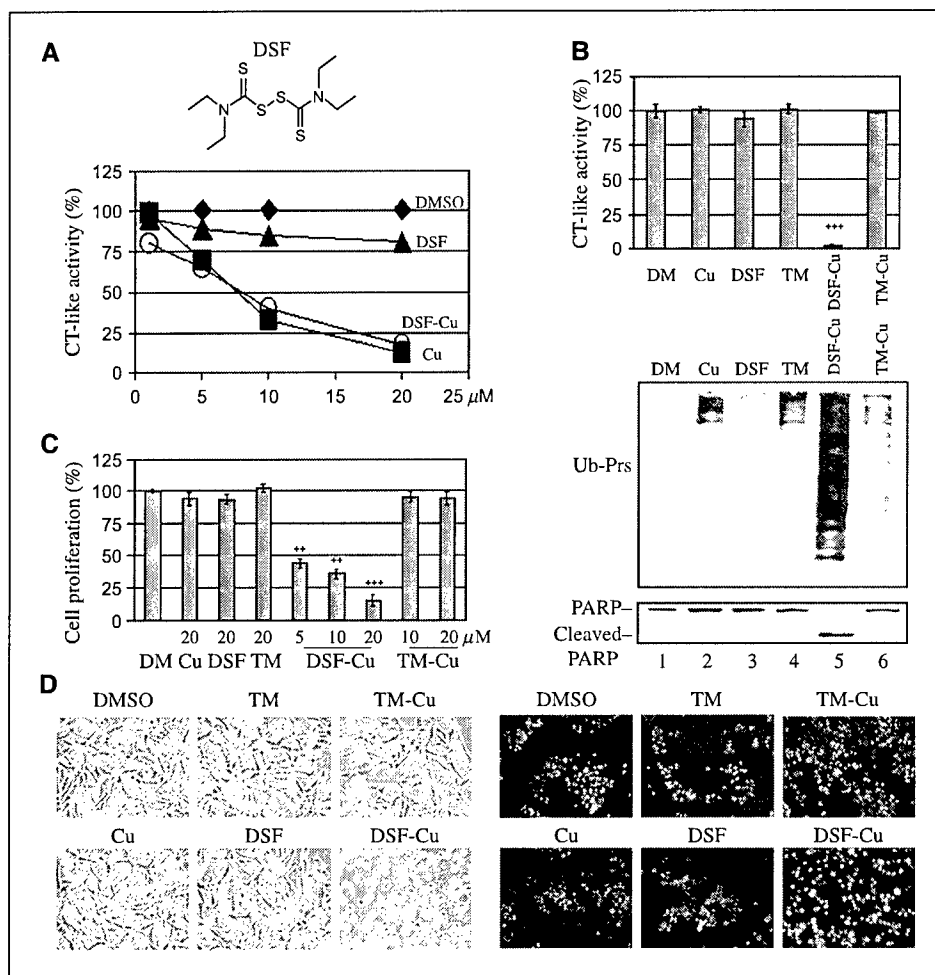 A
DSF
S
N
S
S
N
S
CT-like activity (%)
125
100
75
50
25
0
DMSO
DSF
DSF-Cu
Cu
0 5 10 15 20 25 μM
B
CT-like activity (%)
125
100
75
50
25
0
+++
DM Cu DSF TM DSF-Cu TM-Cu
DM Cu DSF TM DSF-Cu TM-Cu
Ub-Prs
PARP–
Cleaved–
PARP 1 2 3 4 5 6
C
Cell proliferation (%)
125
100
75
50
25
0
++ ++ +++
20 20 20 5 10 20 10 20 μM
DM Cu DSF TM DSF-Cu TM-Cu
D
DMSO TM TM-Cu
Cu DSF DSF-Cu
DMSO TM TM-Cu
Cu DSF DSF-Cu